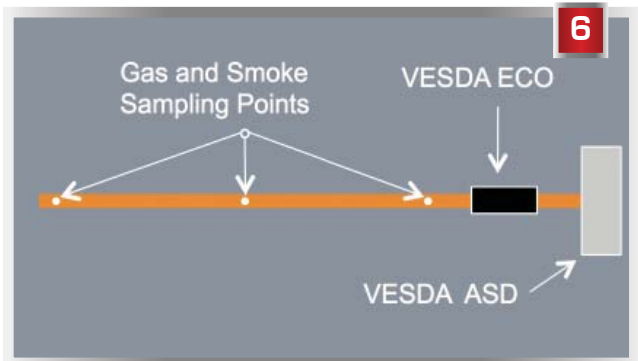 6
Gas and Smoke
Sampling Points
VESDA ECO
VESDA ASD